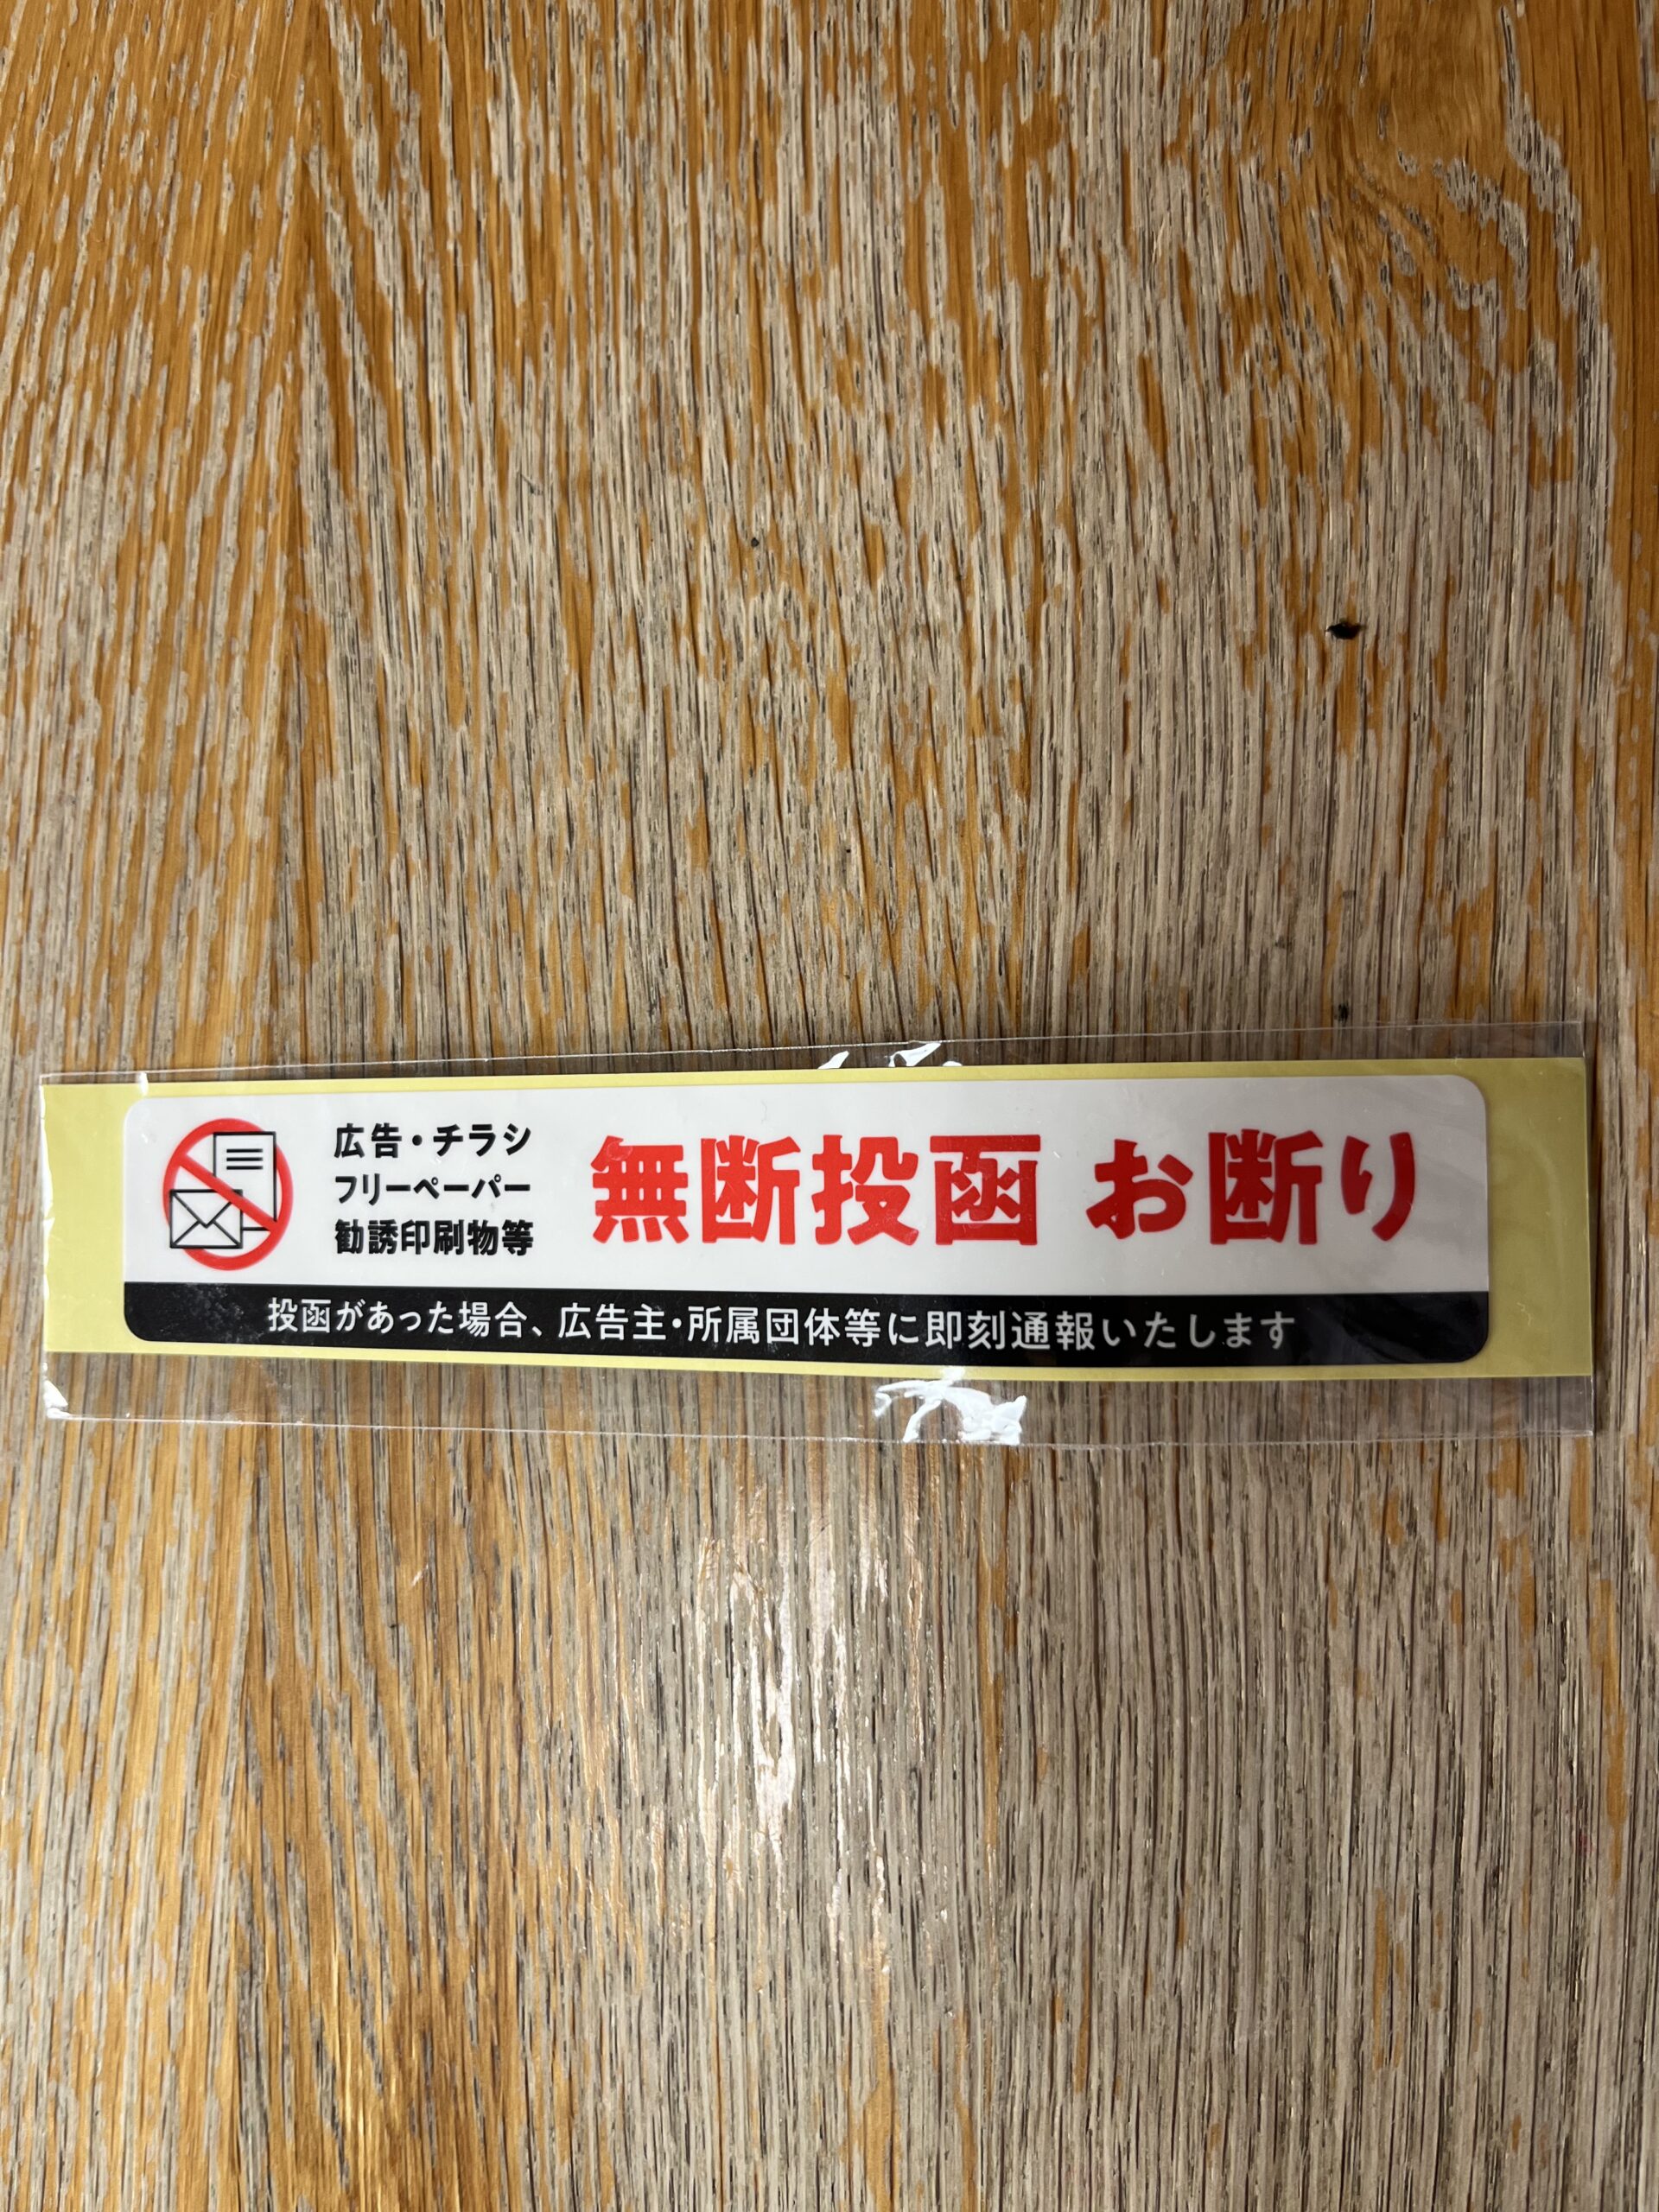 広告・チラシ
フリーペーパー
勧誘印刷物等
無断投函 お断り
投函があった場合、広告主・所属団体等に即刻通報いたします